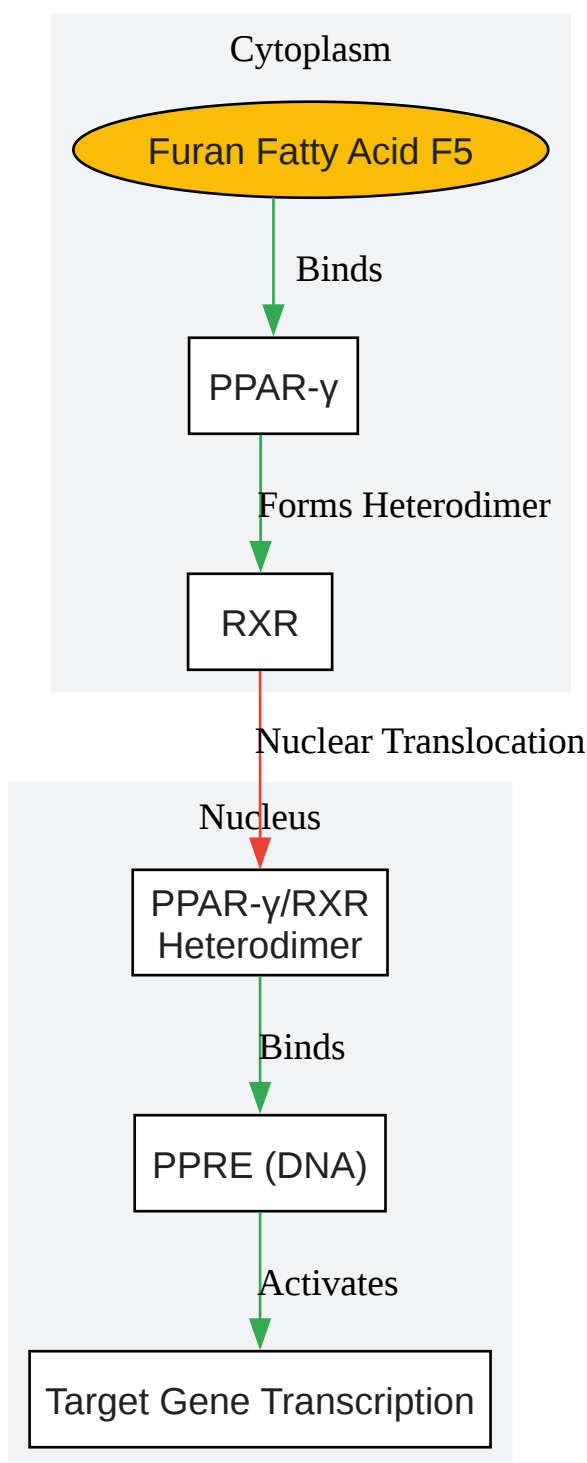 Cytoplasm
Furan Fatty Acid F5
Binds
PPAR-γ
Forms Heterodimer
RXR
Nuclear Translocation
Nucleus
PPAR-γ/RXR
Heterodimer
Binds
PPRE (DNA)
Activates
Target Gene Transcription